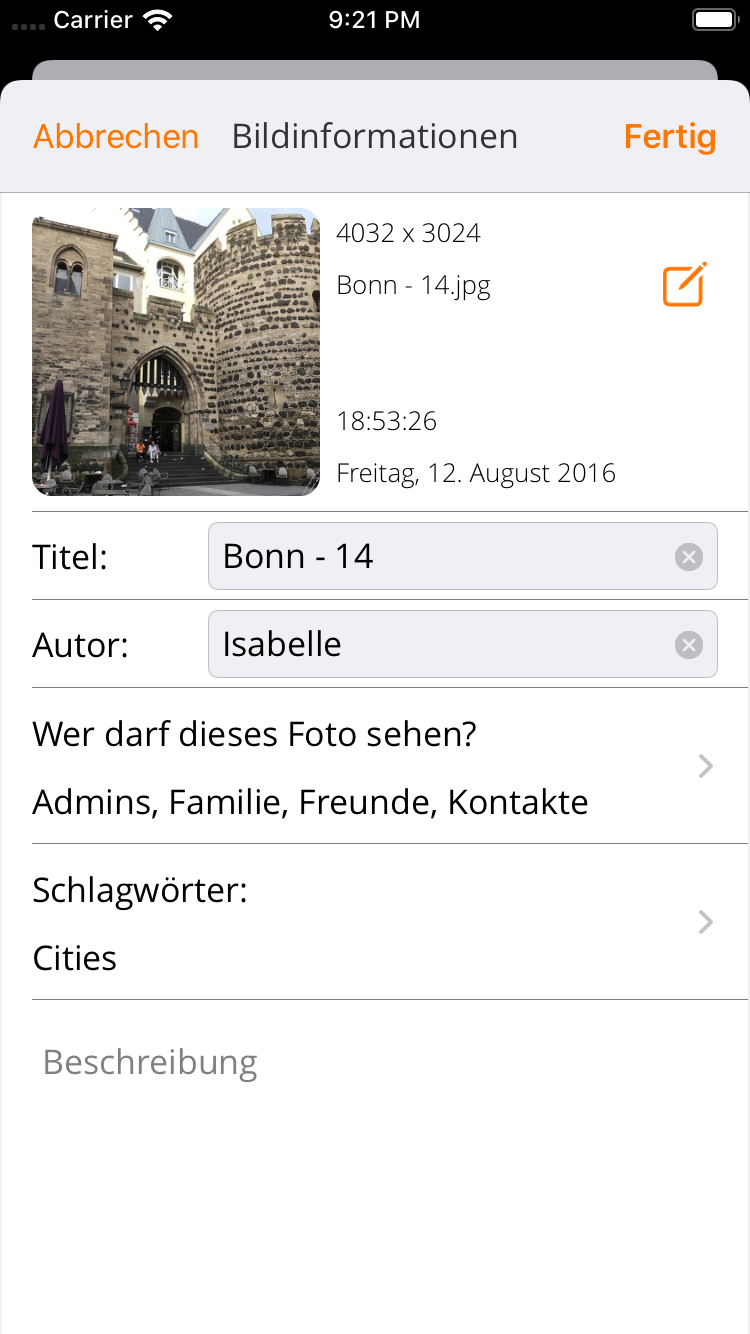 Carrier 9:21 PM
Abbrechen Bildinformationen Fertig
4032 x 3024
Bonn - 14.jpg
18:53:26
Freitag, 12. August 2016
Titel: Bonn - 14
Autor: Isabelle
Wer darf dieses Foto sehen?
Admins, Familie, Freunde, Kontakte
Schlagwörter:
Cities
Beschreibung